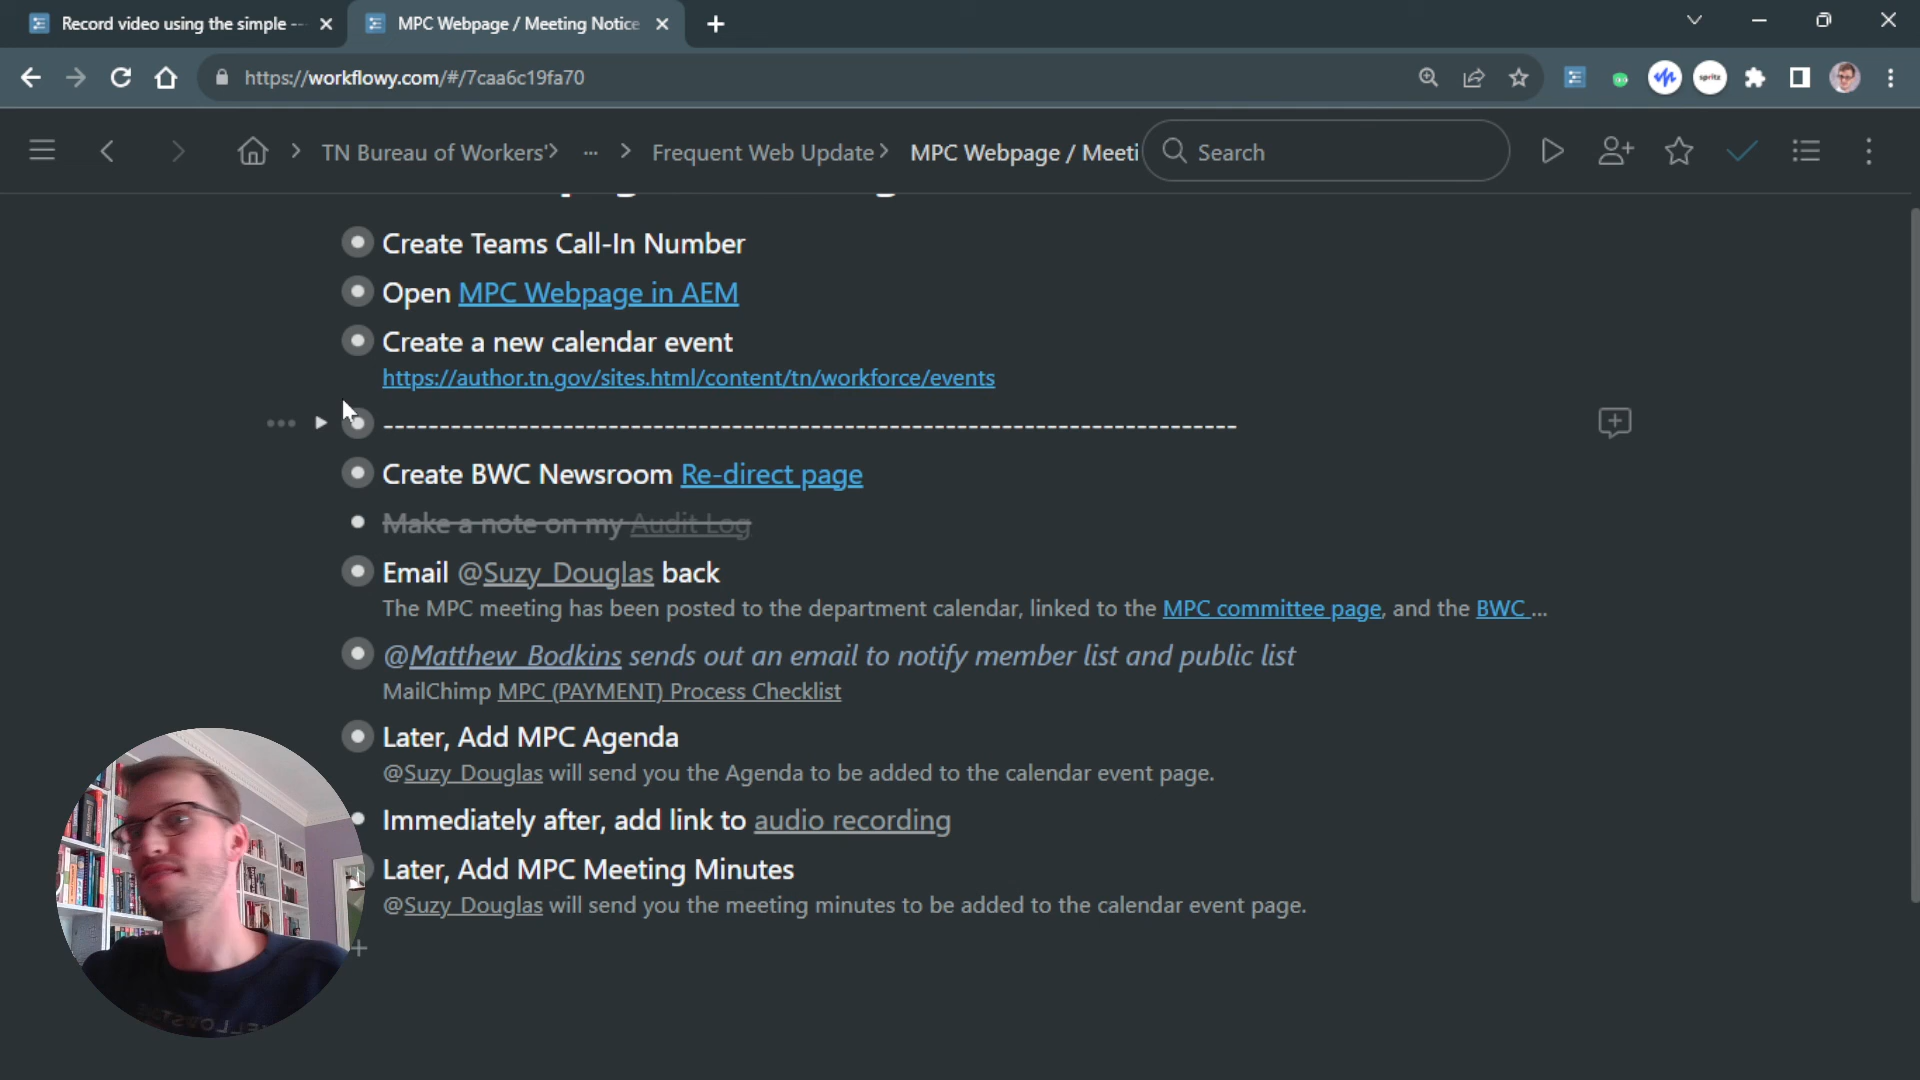 Record video using the simple --
MPC Webpage / Meeting Notice
https://workflowy.com/#/7caa6c19fa70
spritz
TN Bureau of Workers' > ... > Frequent Web Update > MPC Webpage / Meeti
Search
Create Teams Call-In Number
Open MPC Webpage in AEM
Create a new calendar event
https://author.tn.gov/sites.html/content/tn/workforce/events
-----------------------------------------------------------------------------
Create BWC Newsroom Re-direct page
Make a note on my Audit Log
Email @Suzy_Douglas back
The MPC meeting has been posted to the department calendar, linked to the MPC committee page, and the BWC ...
@Matthew_Bodkins sends out an email to notify member list and public list
MailChimp MPC (PAYMENT) Process Checklist
Later, Add MPC Agenda
@Suzy_Douglas will send you the Agenda to be added to the calendar event page.
Immediately after, add link to audio recording
Later, Add MPC Meeting Minutes
@Suzy_Douglas will send you the meeting minutes to be added to the calendar event page.